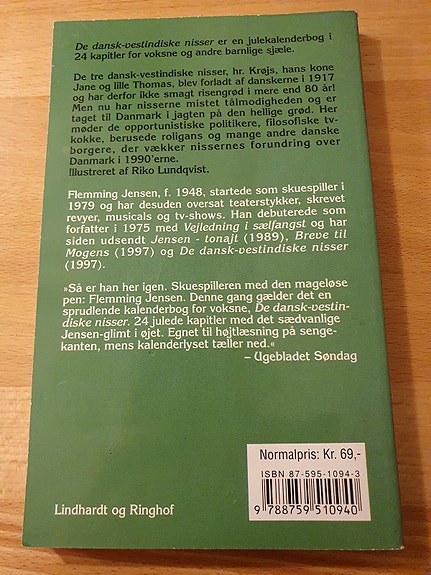 De dansk-vestindiske nisser er en julekalenderbog i
24 kapitler for voksne og andre barnlige sjæle.
De tre dansk-vestindiske nisser, hr. Krøjs, hans kone
Jane og lille Thomas, blev forladt af danskerne i 1917
og har derfor ikke smagt risengrød i mere end 80 år!
Men nu har nisserne mistet tålmodigheden og er
taget til Danmark i jagten på den hellige grød. Her
møder de opportunistiske politikere, filosofiske tv-
kokke, berusede roligans og mange andre danske
borgere, der vækker nissernes forundring over
Danmark i 1990'erne.
Illustreret af Riko Lundqvist.
Flemming Jensen, f. 1948, startede som skuespiller i
1979 og har desuden oversat teaterstykker, skrevet
revyer, musicals og tv-shows. Han debuterede som
forfatter i 1975 med Vejledning i sælfangst og har
siden udsendt Jensen - tonajt (1989), Breve til
Mogens (1997) og De dansk-vestindiske nisser
(1997).
»Så er han her igen. Skuespilleren med den mageløse
pen: Flemming Jensen. Denne gang gælder det en
sprudlende kalenderbog for voksne, De dansk-vestin-
diske nisser. 24 julede kapitler med det sædvanlige
Jensen-glimt i øjet. Egnet til højtlæsning på senge-
kanten, mens kalenderlyset tæller ned.«
– Ugebladet Søndag
Normalpris: Kr. 69,-
ISBN 87-595-1094-3
9 788759 510940
Lindhardt og Ringhof